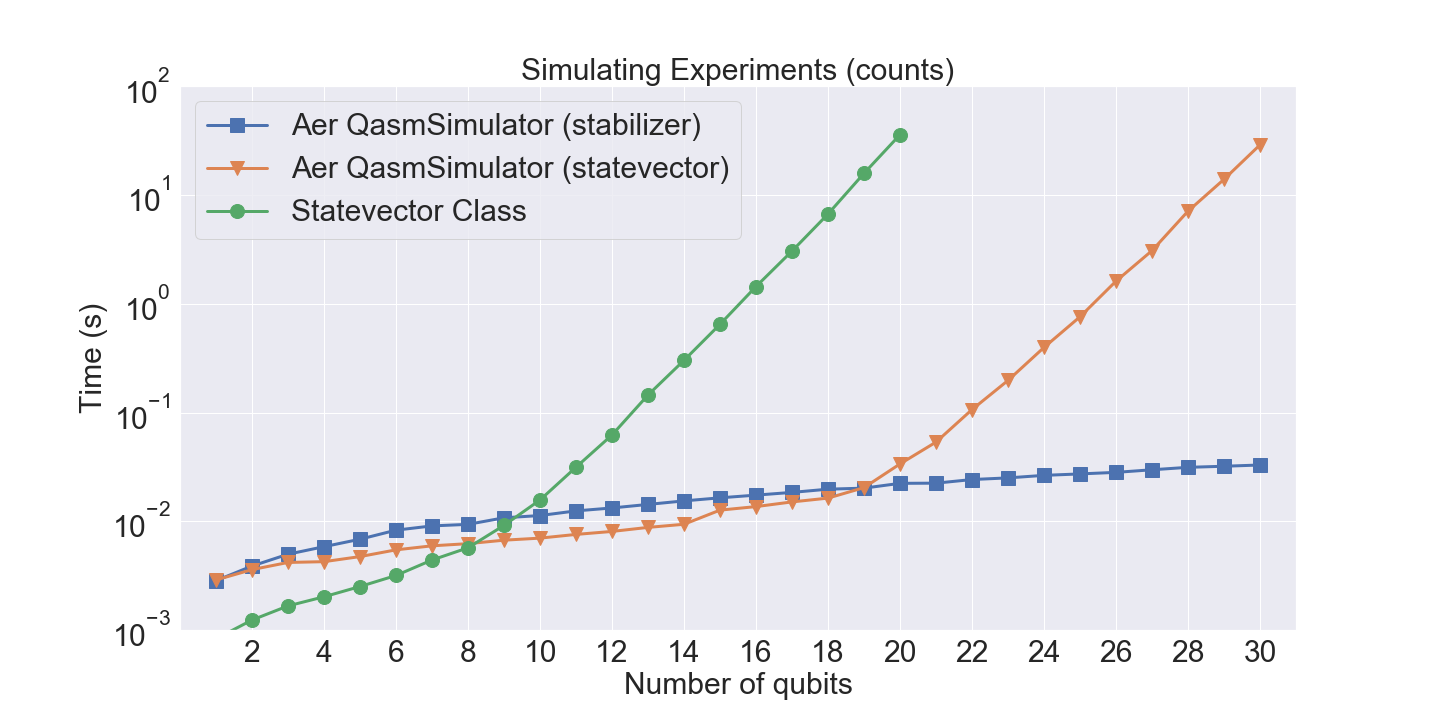 Simulating Experiments (counts)
Aer QasmSimulator (stabilizer)
Aer QasmSimulator (statevector)
Statevector Class
Time (s)
10²
10¹
10⁰
10⁻¹
10⁻²
10⁻³
2 4 6 8 10 12 14 16 18 20 22 24 26 28 30
Number of qubits